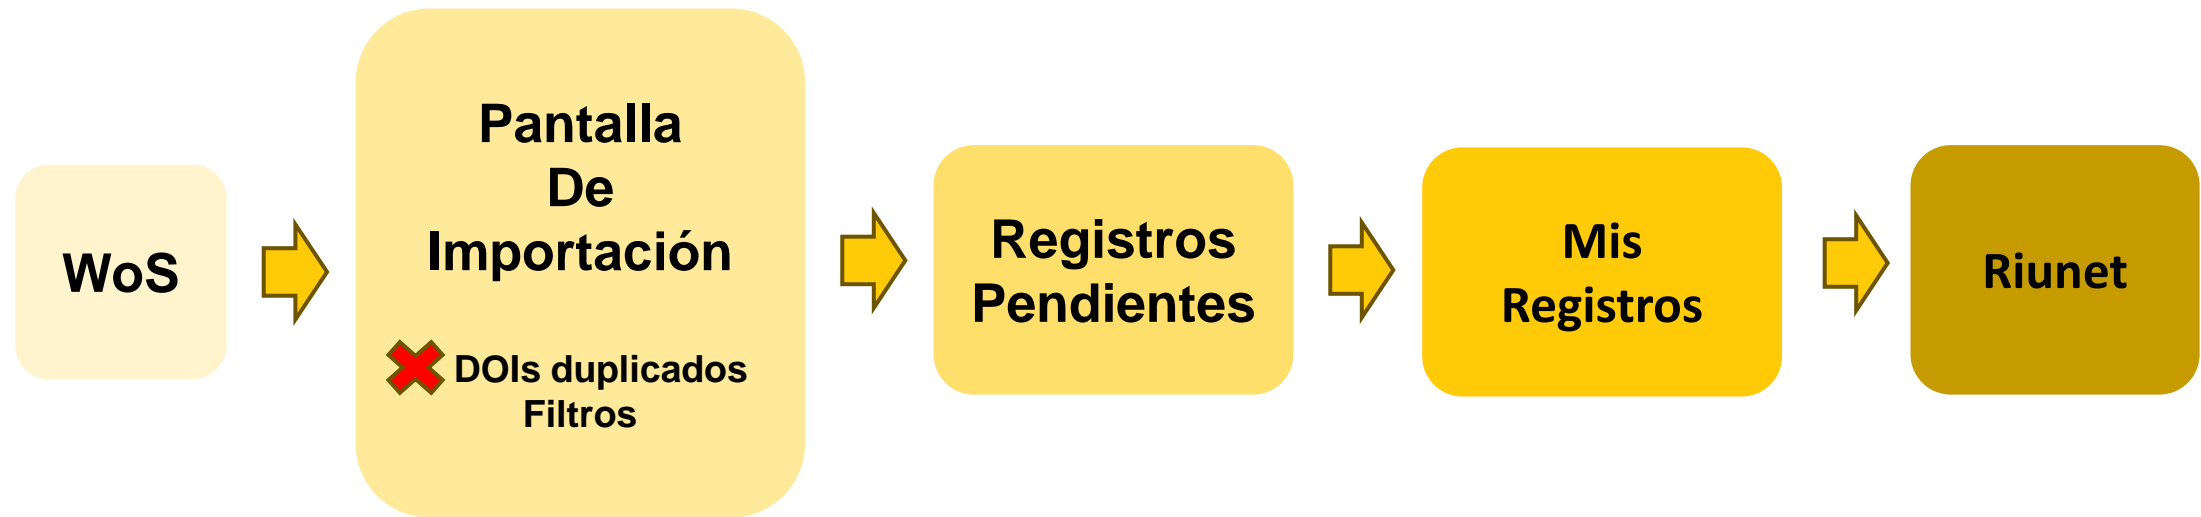 WoS
Pantalla
De
Importación
DOIs duplicados
Filtros
Registros
Pendientes
Mis
Registros
Riunet